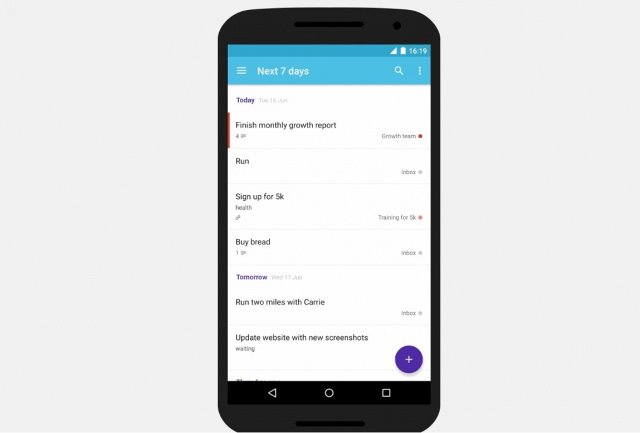 16:19
Next 7 days
Today Tue 16 Jun
Finish monthly growth report
4
Growth team
Run
Inbox
Sign up for 5k
health
Training for 5k
Buy bread
1
Inbox
Tomorrow Wed 17 Jun
Run two miles with Carrie
Inbox
Update website with new screenshots
waiting